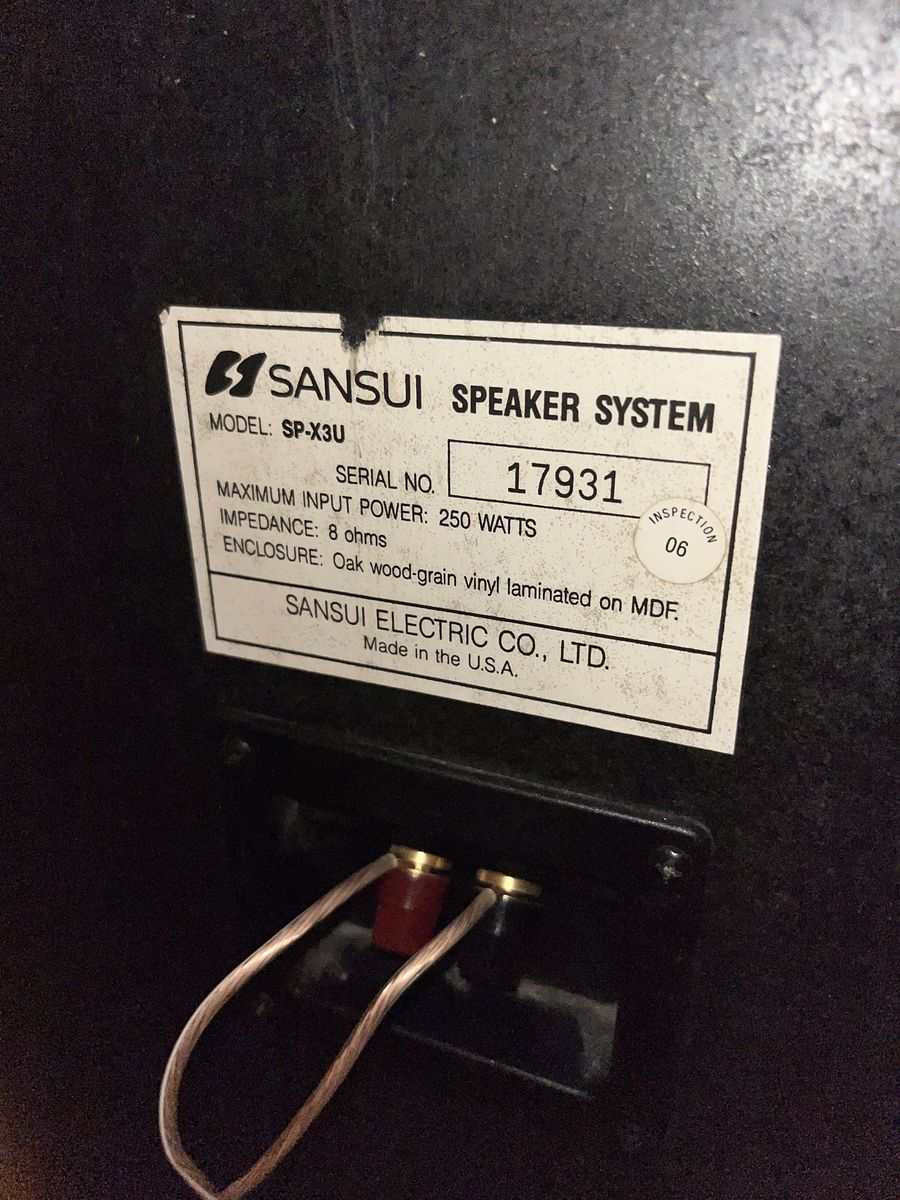 SANSUI SPEAKER SYSTEM
MODEL: SP-X3U
SERIAL NO. 17931
MAXIMUM INPUT POWER: 250 WATTS
IMPEDANCE: 8 ohms
INSPECTION
06
ENCLOSURE: Oak wood-grain vinyl laminated on MDF.
SANSUI ELECTRIC CO., LTD.
Made in the U.S.A.